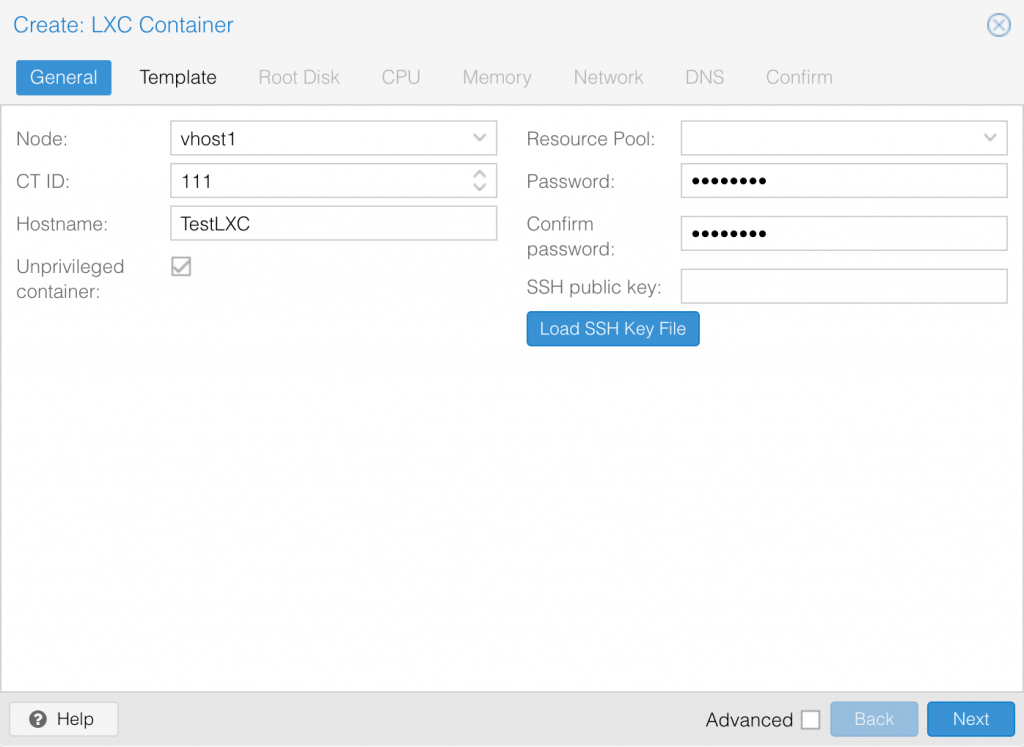 Create: LXC Container
General Template Root Disk CPU Memory Network DNS Confirm
Node: vhost1
CT ID: 111
Hostname: TestLXC
Unprivileged
container:
Resource Pool:
Password: ••••••••
Confirm
password: ••••••••
SSH public key:
Load SSH Key File
Help
Advanced Back Next